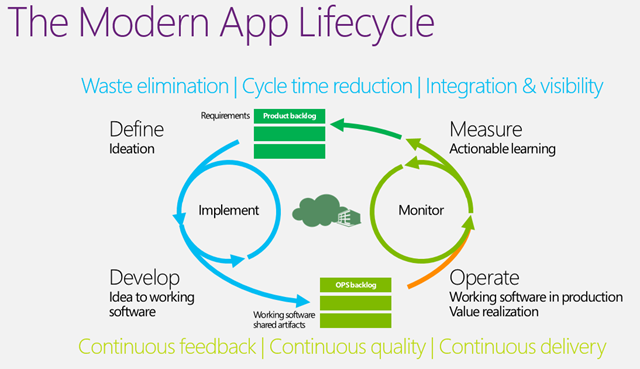 The Modern App Lifecycle
Waste elimination | Cycle time reduction | Integration & visibility
Requirements
Product backlog
Define
Ideation
Measure
Actionable learning
Implement
Monitor
Develop
Idea to working
software
OPS backlog
Working software
shared artifacts
Operate
Working software in production
Value realization
Continuous feedback | Continuous quality | Continuous delivery